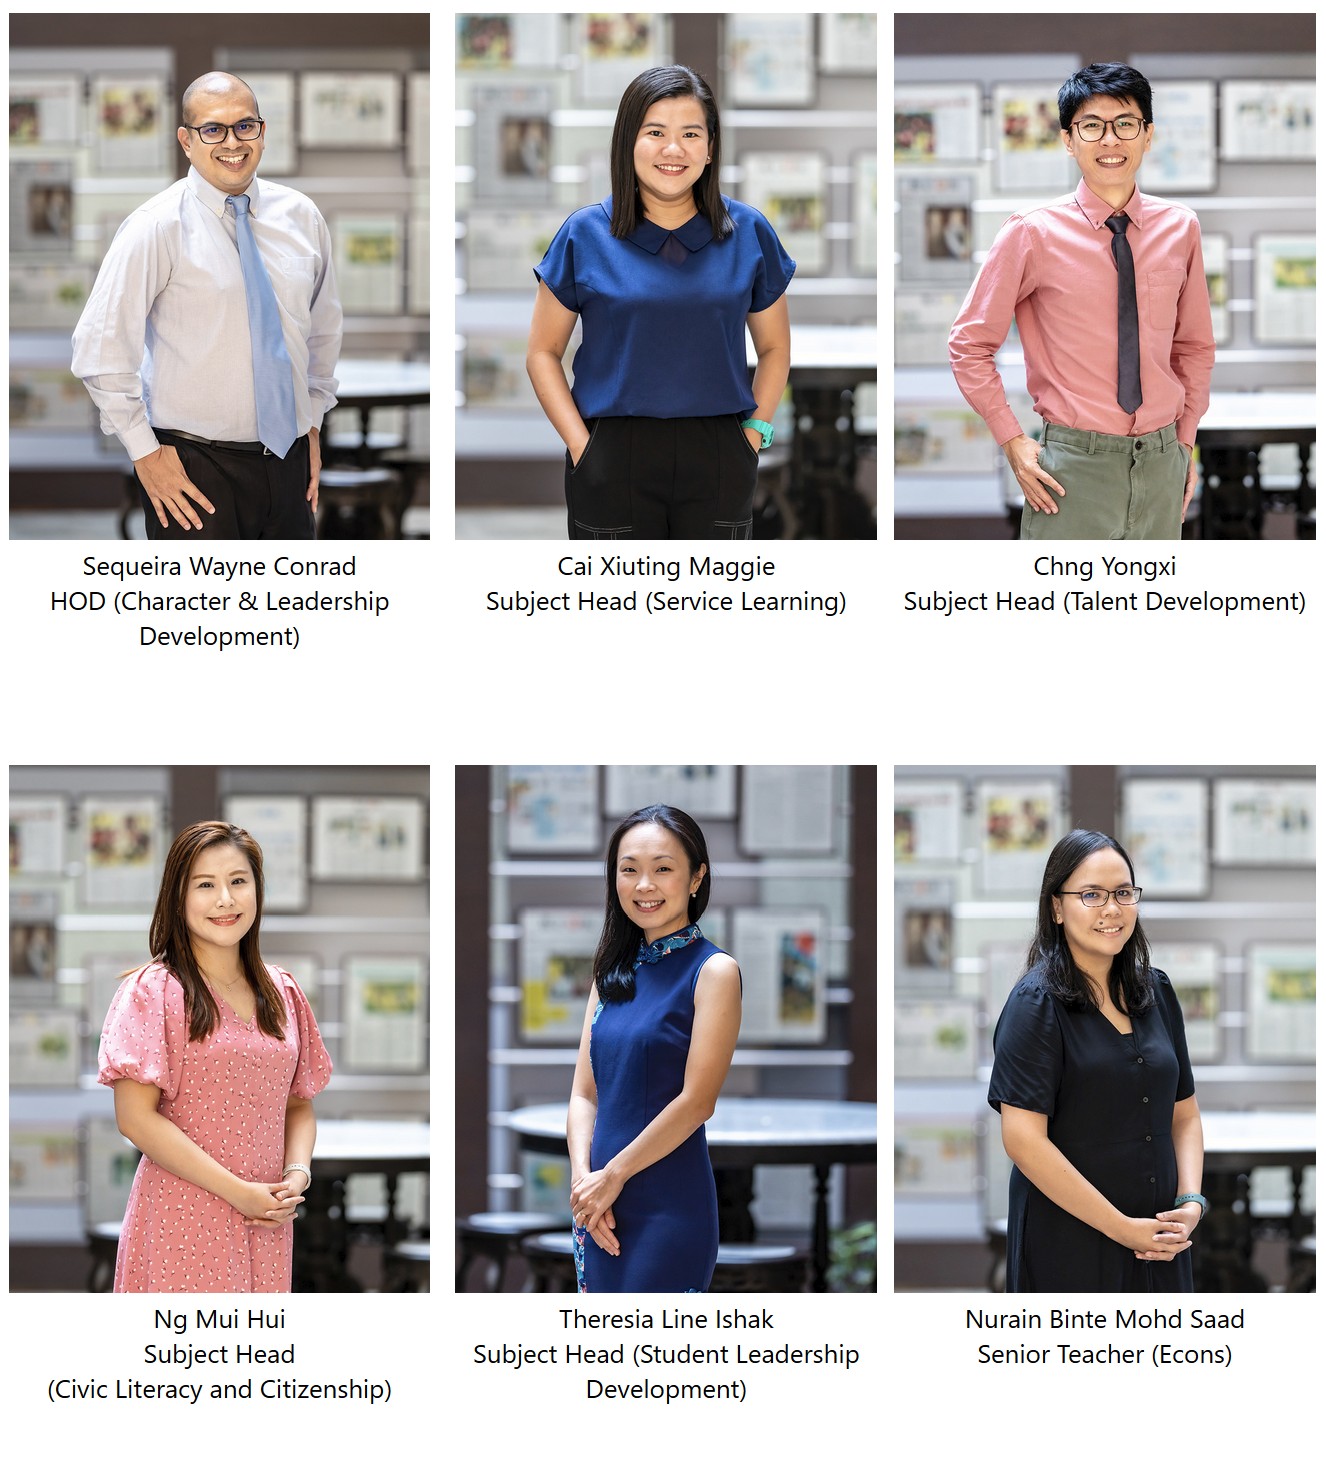 Sequeira Wayne Conrad
HOD (Character & Leadership
Development)
Cai Xiuting Maggie
Subject Head (Service Learning)
Chng Yongxi
Subject Head (Talent Development)
Ng Mui Hui
Subject Head
(Civic Literacy and Citizenship)
Theresia Line Ishak
Subject Head (Student Leadership
Development)
Nurain Binte Mohd Saad
Senior Teacher (Econs)